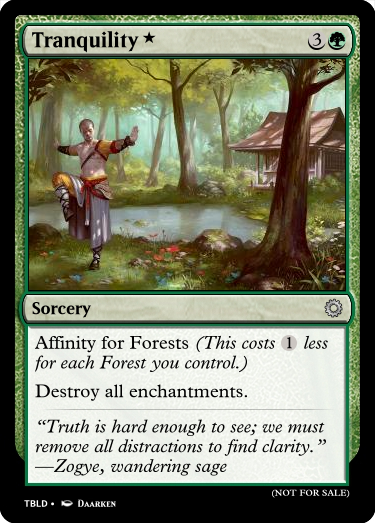 Tranquility ★ 3
Sorcery
Affinity for Forests (This costs 1 less
for each Forest you control.)
Destroy all enchantments.
“Truth is hard enough to see; we must
remove all distractions to find clarity.”
—Zogye, wandering sage
TBLD • Daarken
(NOT FOR SALE)